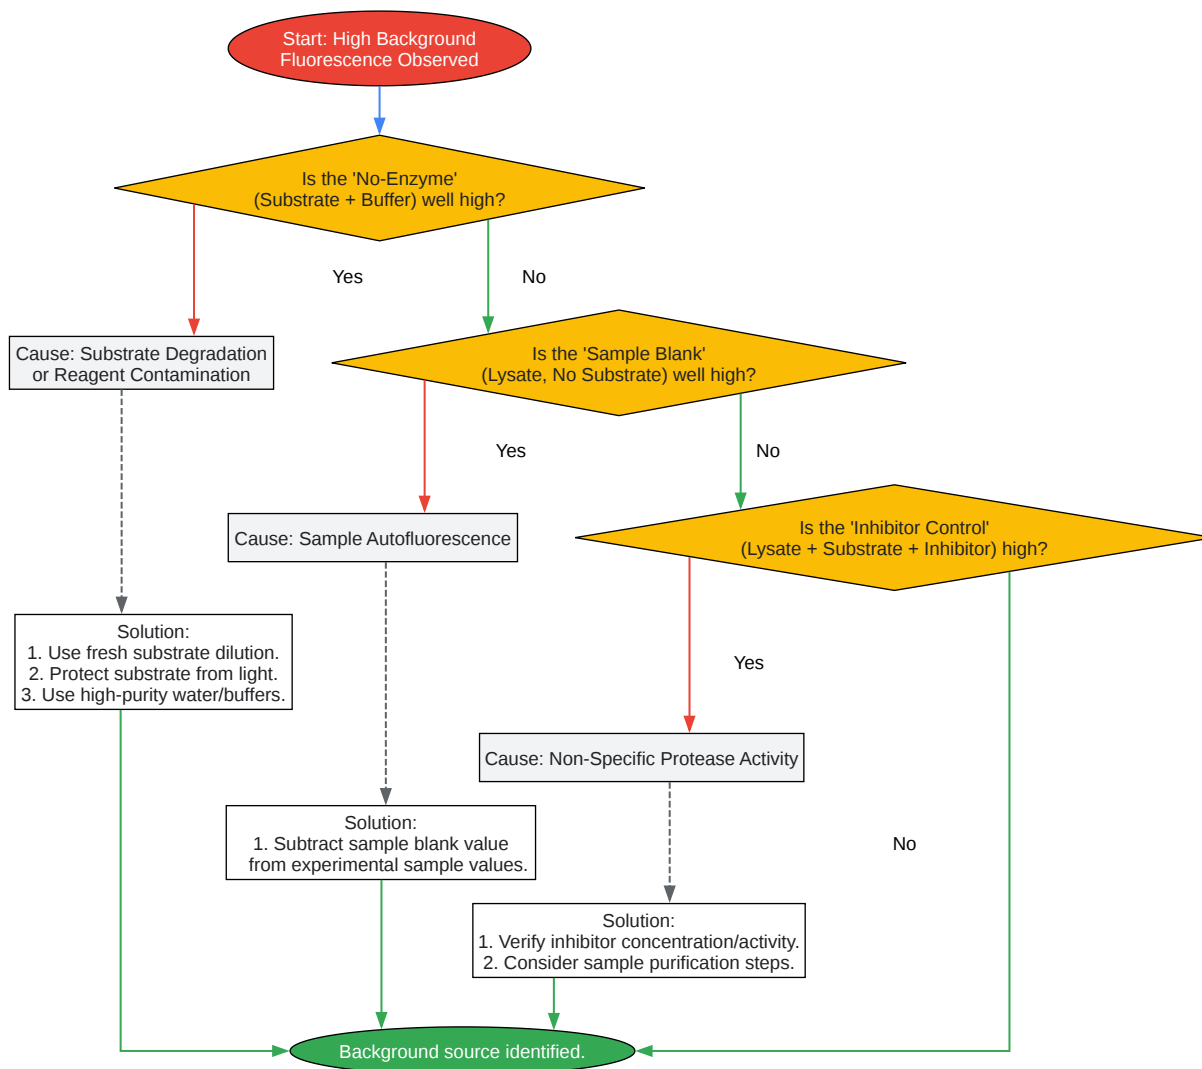 Start: High Background
Fluorescence Observed
Is the 'No-Enzyme'
(Substrate + Buffer) well high?
Yes
No
Cause: Substrate Degradation
or Reagent Contamination
Is the 'Sample Blank'
(Lysate, No Substrate) well high?
Yes
No
Cause: Sample Autofluorescence
Is the 'Inhibitor Control'
(Lysate + Substrate + Inhibitor) high?
Solution:
1. Use fresh substrate dilution.
2. Protect substrate from light.
3. Use high-purity water/buffers.
Yes
Cause: Non-Specific Protease Activity
Solution:
1. Subtract sample blank value
from experimental sample values.
No
Solution:
1. Verify inhibitor concentration/activity.
2. Consider sample purification steps.
Background source identified.